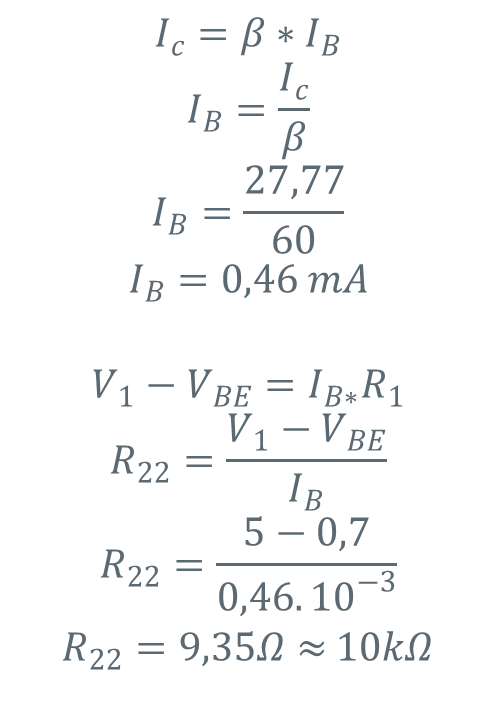 I_c = β * I_B
I_B = I_c / β
I_B = 27,77 / 60
I_B = 0,46 mA
V_1 − V_BE = I_B* R_1
R_22 = V_1 − V_BE / I_B
R_22 = 5 − 0,7 / 0,46.10^−3
R_22 = 9,35Ω ≈ 10kΩ